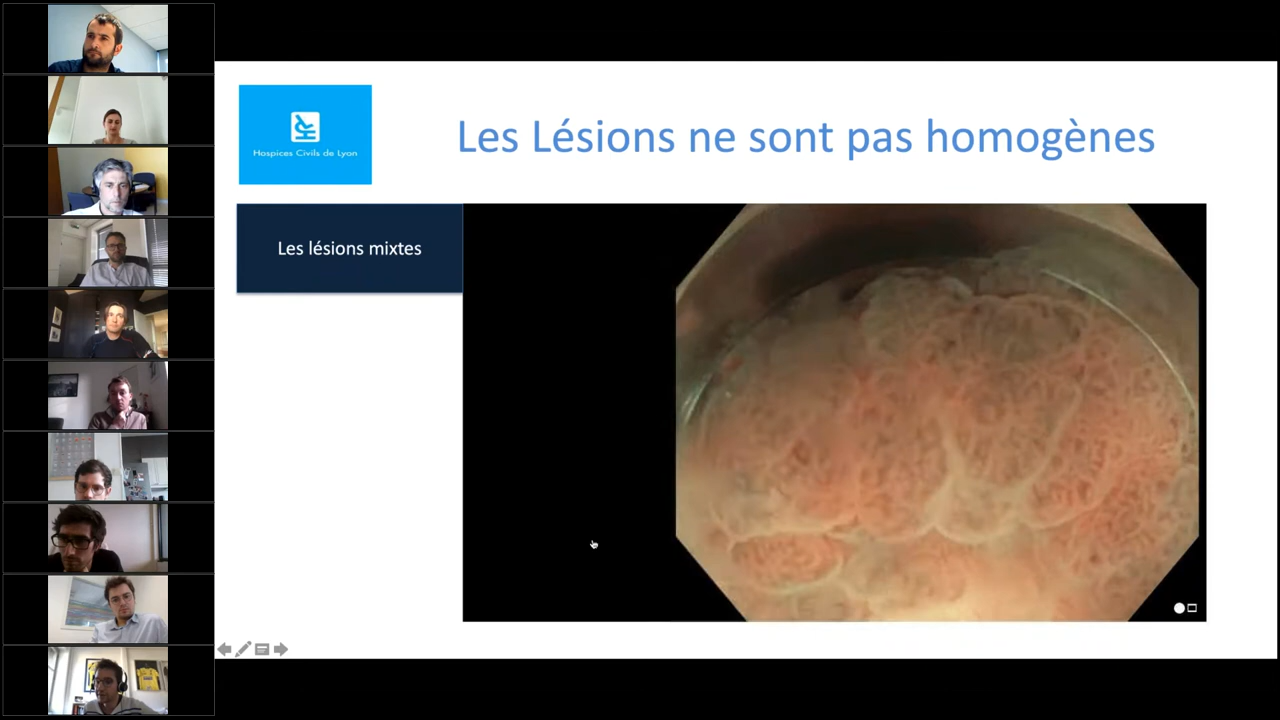 Hospices Civils de Lyon
Les Lésions ne sont pas homogènes
Les lésions mixtes